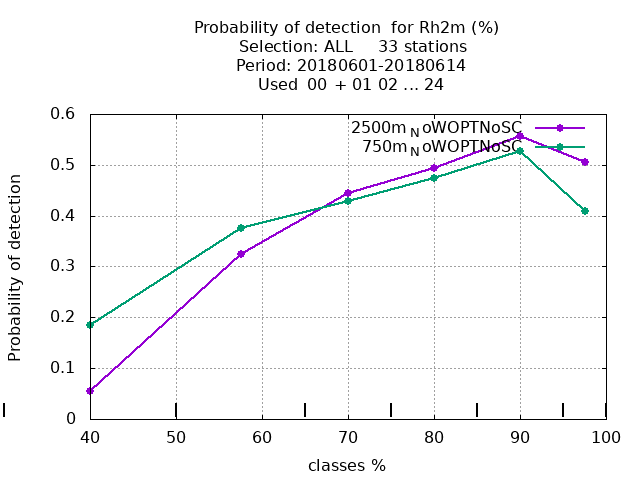 Probability of detection for Rh2m (%)
Selection: ALL 33 stations
Period: 20180601-20180614
Used 00 + 01 02 ... 24
2500m_NoWOPTNoSC
750m_NoWOPTNoSC
Probability of detection
0.6
0.5
0.4
0.3
0.2
0.1
0
40 50 60 70 80 90 100
classes %